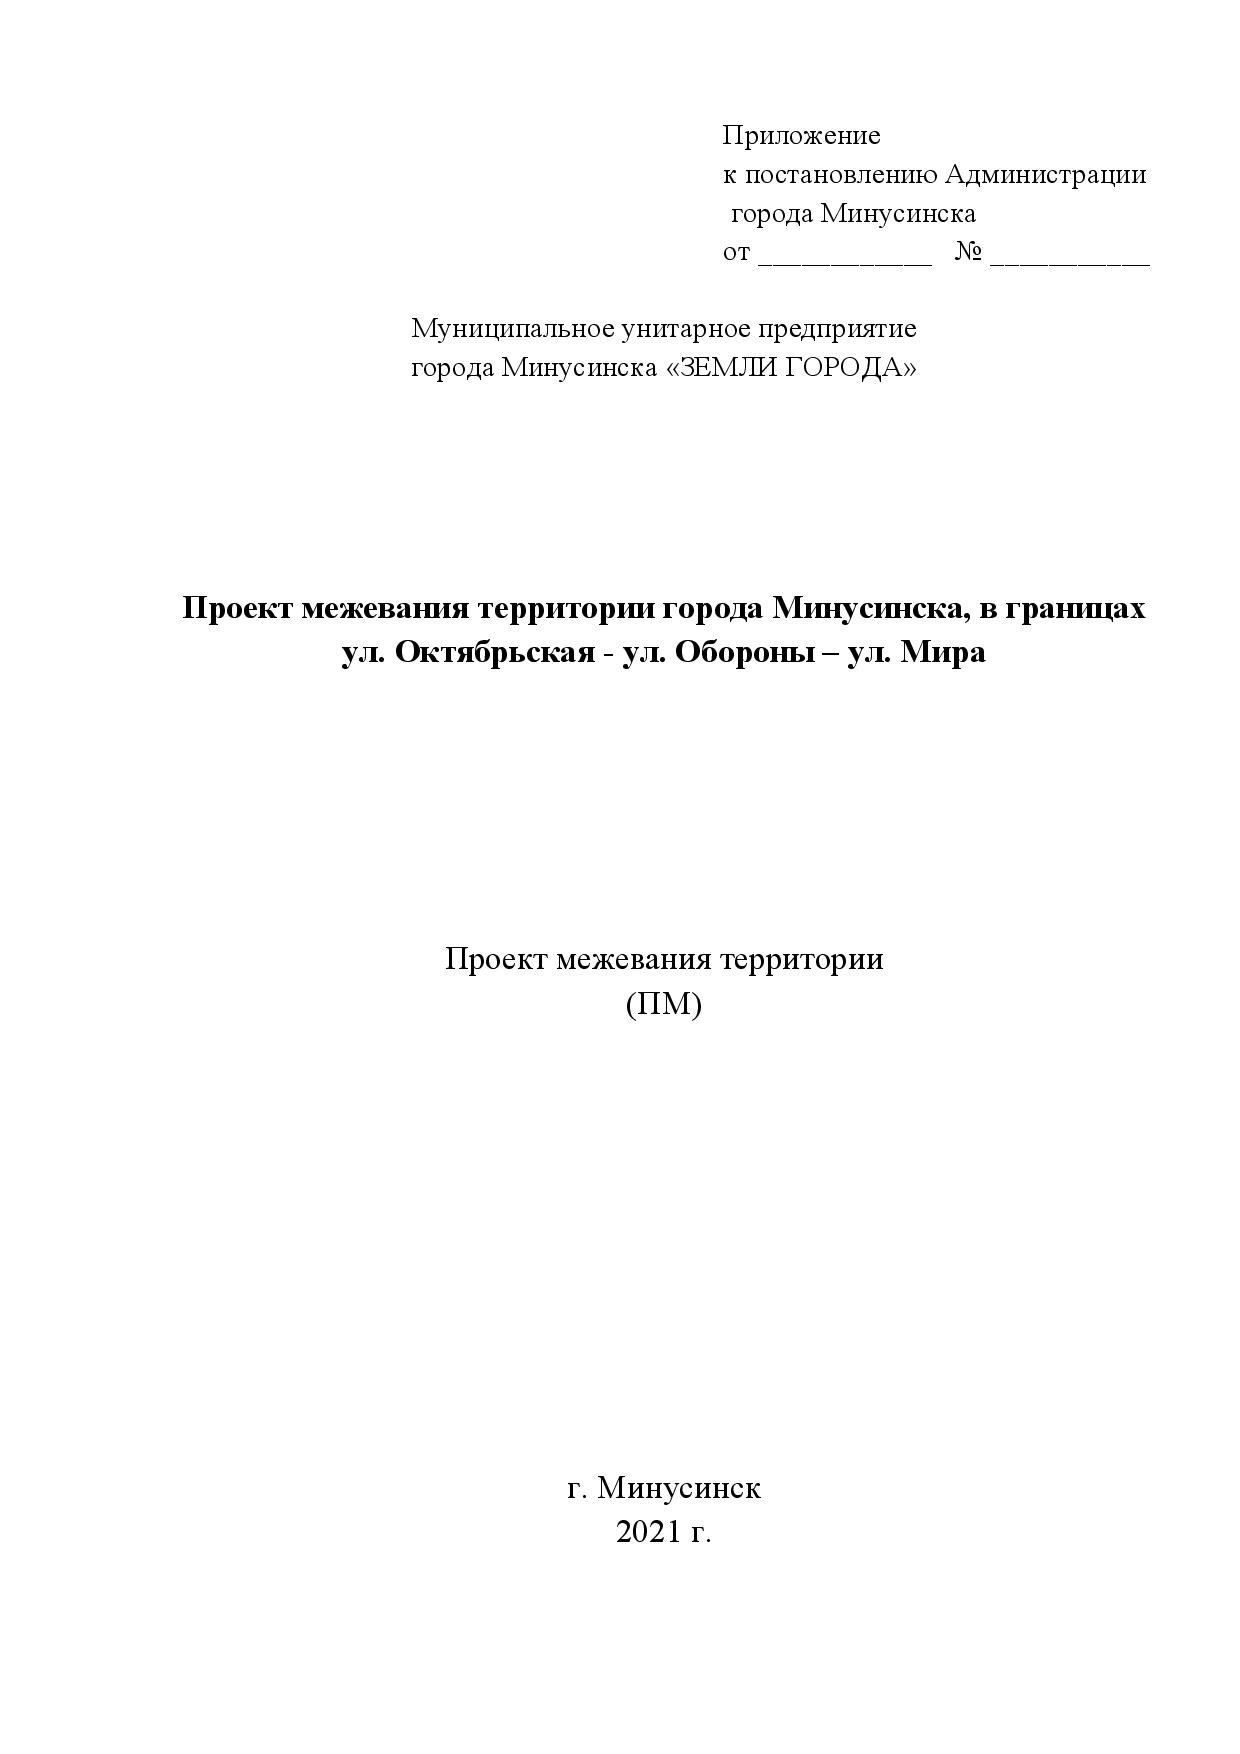 Приложение
к постановлению Администрации
города Минусинска
от ____________ № ___________
Муниципальное унитарное предприятие
города Минусинска «ЗЕМЛИ ГОРОДА»
Проект межевания территории города Минусинска, в границах
ул. Октябрьская - ул. Обороны – ул. Мира
Проект межевания территории
(ПМ)
г. Минусинск
2021 г.